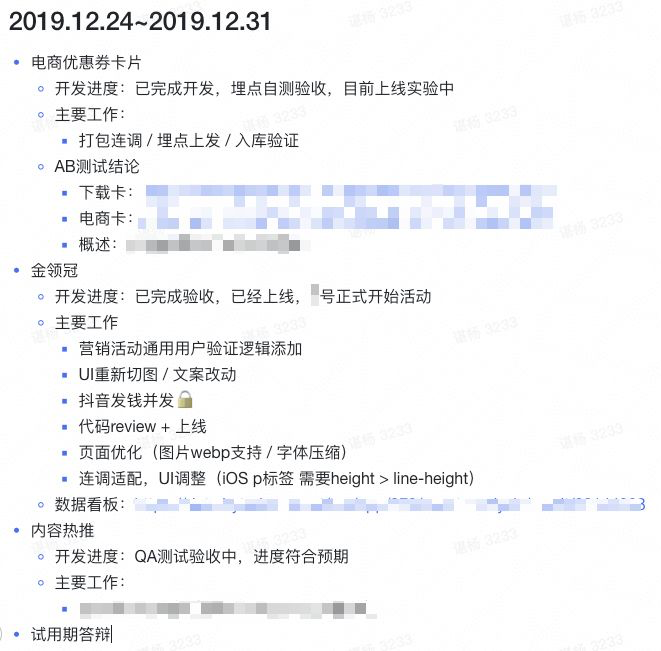 2019.12.24~2019.12.31
电商优惠券卡片
开发进度：已完成开发，埋点自测验收，目前上线实验中
主要工作：
打包连调 / 埋点上发 / 入库验证
AB测试结论
下载卡：
电商卡：
概述：
金领冠
开发进度：已完成验收，已经上线，号正式开始活动
主要工作
营销活动通用用户验证逻辑添加
UI重新切图 / 文案改动
抖音发钱并发🔒
代码review + 上线
页面优化（图片webp支持 / 字体压缩）
连调适配，UI调整（iOS p标签 需要height > line-height）
数据看板：
内容热推
开发进度：QA测试验收中，进度符合预期
主要工作：
试用期答辩